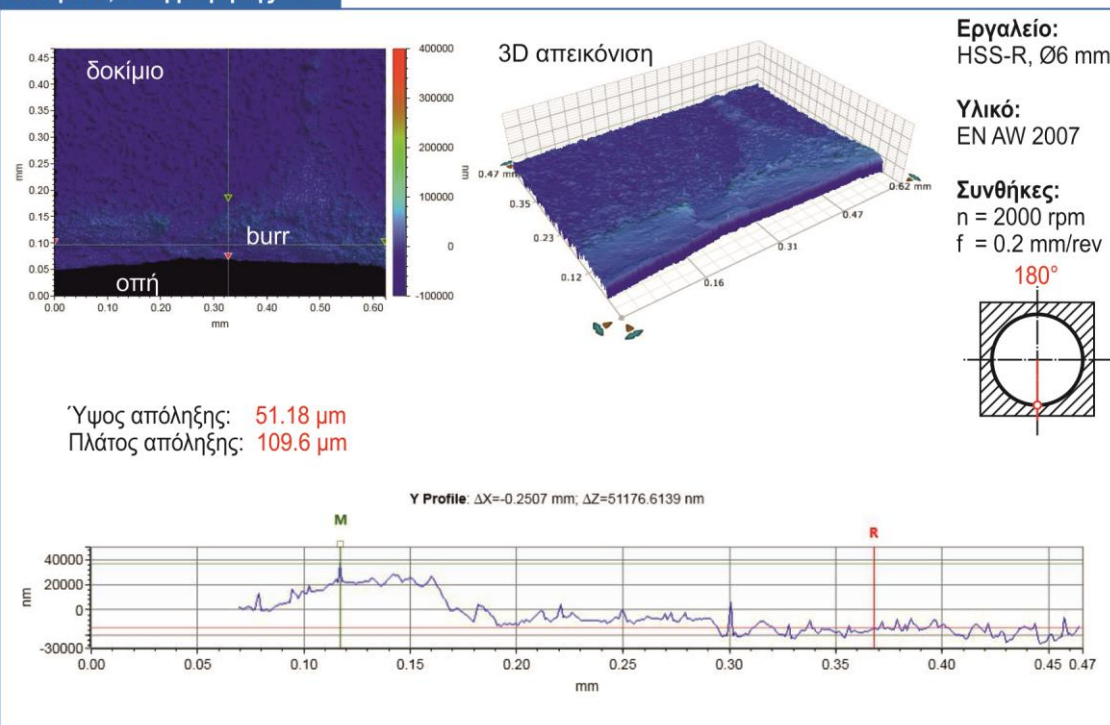 δοκίμιο
burr
οπή
0.45
0.40
0.35
0.30
0.25
0.20
0.15
0.10
0.05
0.00
mm
0.00 0.10 0.20 0.30 0.40 0.50 0.60
mm
400000
300000
200000
100000
0
-100000
nm
3D απεικόνιση
0.47 mm
0.35
0.23
0.12
0.16
0.31
0.47
0.62 mm
Εργαλείο:
HSS-R, Ø6 mm
Υλικό:
EN AW 2007
Συνθήκες:
n = 2000 rpm
f = 0.2 mm/rev
180°
Ύψος απόληξης: 51.18 μm
Πλάτος απόληξης: 109.6 μm
Y Profile: ΔX=-0.2507 mm; ΔZ=51176.6139 nm
M
R
40000
20000
0
-30000
nm
0.00 0.05 0.10 0.15 0.20 0.25 0.30 0.35 0.40 0.45 0.47
mm